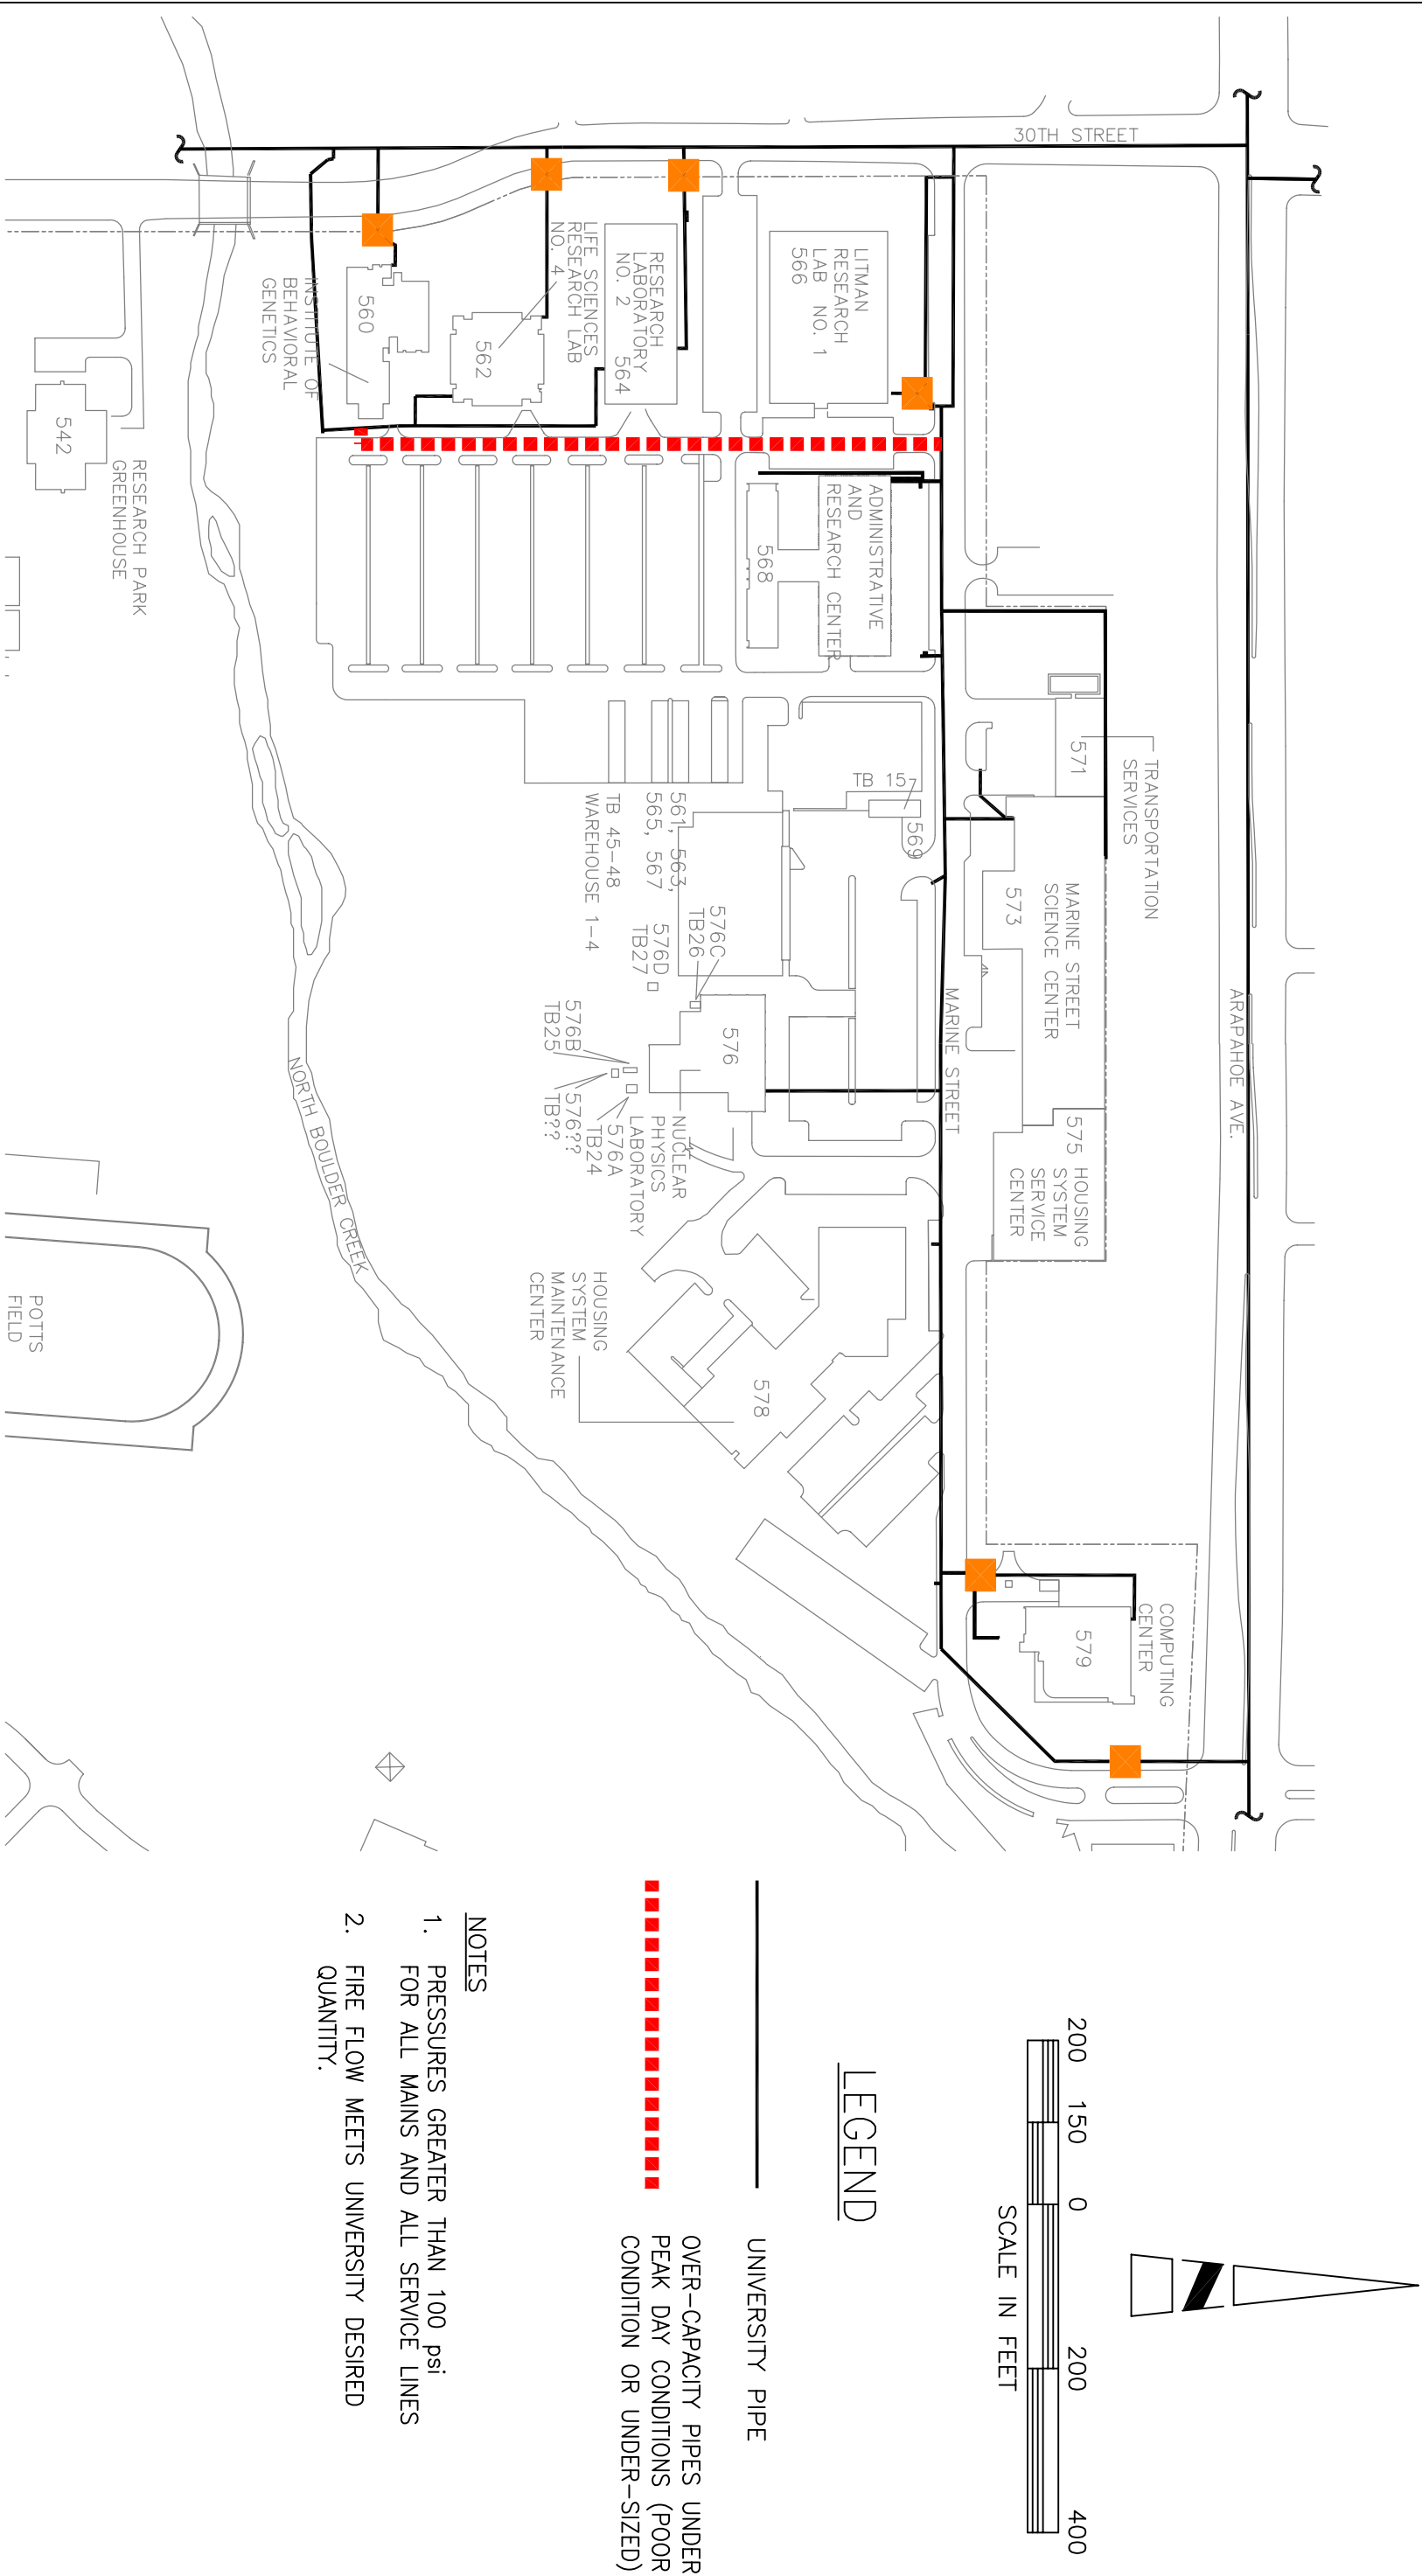 30TH STREET
ARAPAHOE AVE.
MARINE STREET
NORTH BOULDER CREEK
LITMAN
RESEARCH
LAB NO. 1
566
RESEARCH
LABORATORY
NO. 2
564
LIFE SCIENCES
RESEARCH LAB
NO. 4
562
560
INSTITUTE OF
BEHAVIORAL
GENETICS
542
RESEARCH PARK
GREENHOUSE
ADMINISTRATIVE
AND
RESEARCH CENTER
568
571
TRANSPORTATION
SERVICES
TB 15
569
573
MARINE STREET
SCIENCE CENTER
575 HOUSING
SYSTEM
SERVICE
CENTER
561, 563,
565, 567
TB 45-48
WAREHOUSE 1-4
576C
TB26
576D
TB27
576
576B
TB25
576??
TB??
576A
TB24
NUCLEAR
PHYSICS
LABORATORY
HOUSING
SYSTEM
MAINTENANCE
CENTER
578
COMPUTING
CENTER
579
POTTS
FIELD
200 150 0 200 400
SCALE IN FEET
LEGEND
UNIVERSITY PIPE
OVER-CAPACITY PIPES UNDER
PEAK DAY CONDITIONS (POOR
CONDITION OR UNDER-SIZED)
NOTES
1. PRESSURES GREATER THAN 100 psi
FOR ALL MAINS AND ALL SERVICE LINES
2. FIRE FLOW MEETS UNIVERSITY DESIRED
QUANTITY.